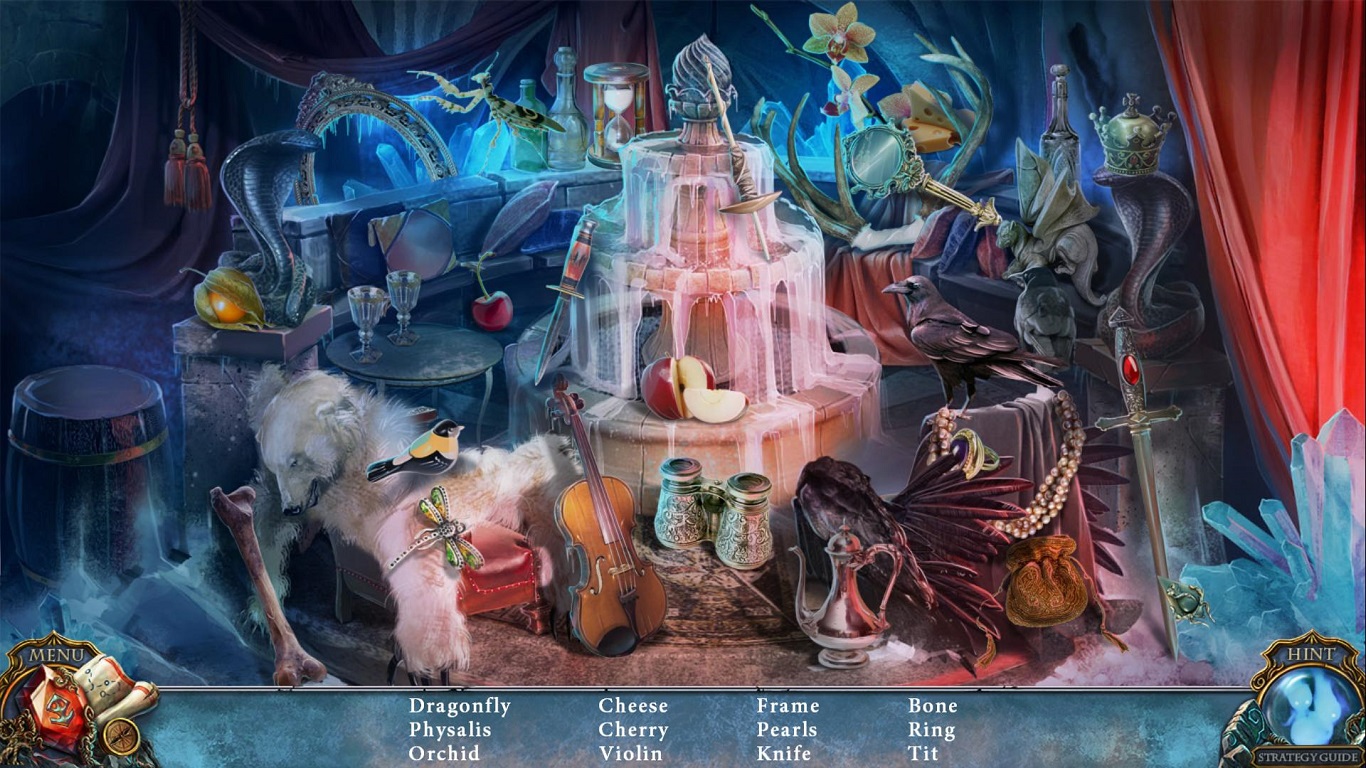 MENU
HINT
Dragonfly Cheese Frame Bone
Physalis Cherry Pearls Ring
Orchid Violin Knife Tit
STRATEGY GUIDE